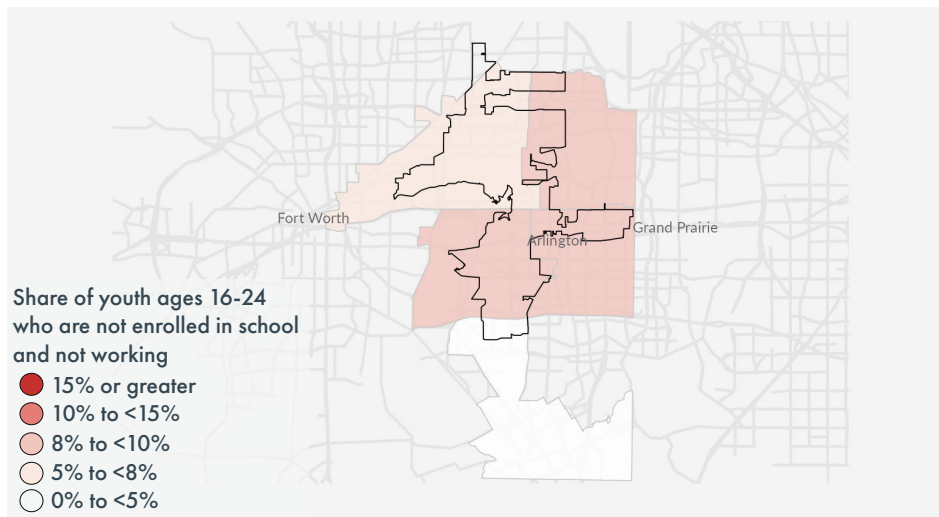 Fort Worth
Grand Prairie
Arlington
Share of youth ages 16-24
who are not enrolled in school
and not working
15% or greater
10% to <15%
8% to <10%
5% to <8%
0% to <5%